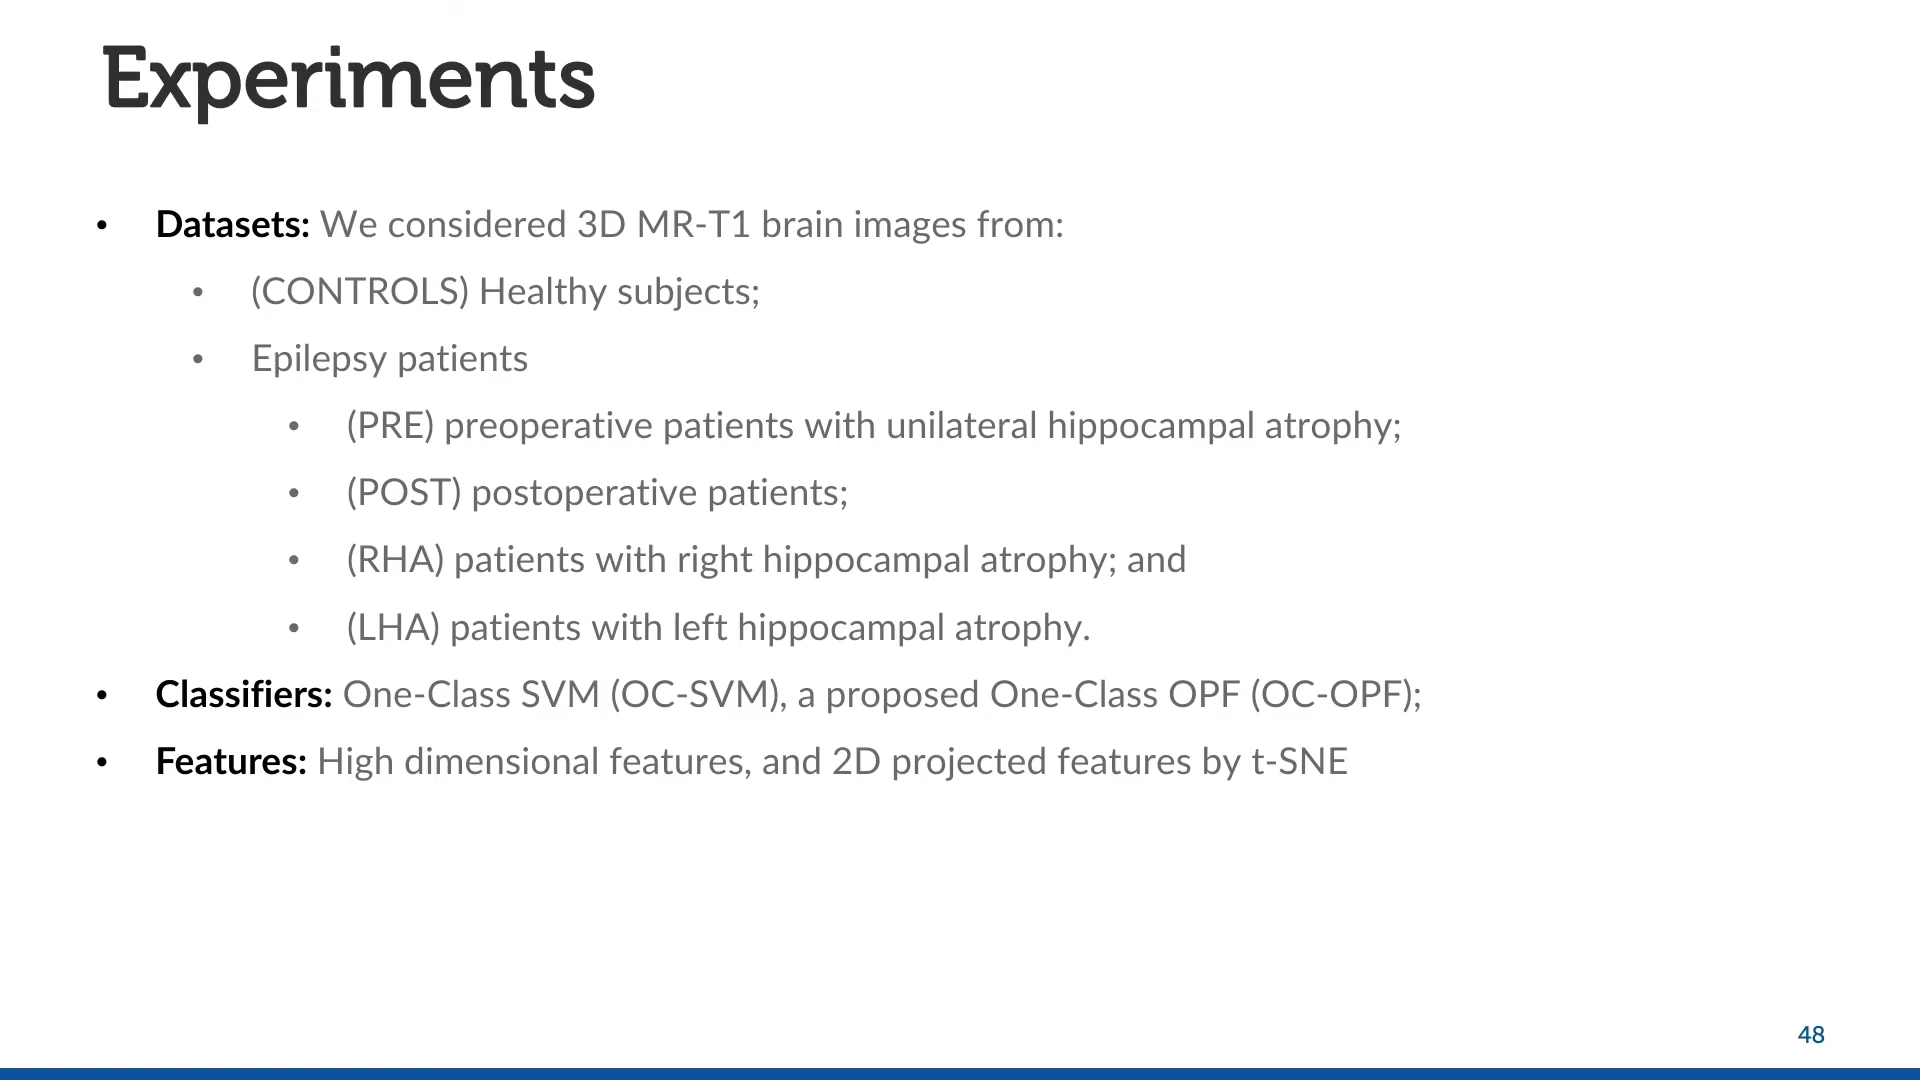 Experiments
• Datasets: We considered 3D MR-T1 brain images from:
• (CONTROLS) Healthy subjects;
• Epilepsy patients
• (PRE) preoperative patients with unilateral hippocampal atrophy;
• (POST) postoperative patients;
• (RHA) patients with right hippocampal atrophy; and
• (LHA) patients with left hippocampal atrophy.
• Classifiers: One-Class SVM (OC-SVM), a proposed One-Class OPF (OC-OPF);
• Features: High dimensional features, and 2D projected features by t-SNE
48